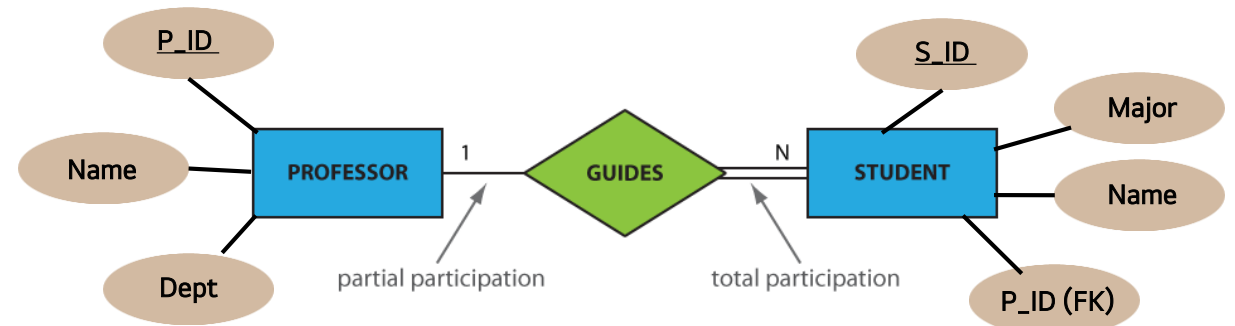 P_ID
S_ID
Major
Name
PROFESSOR
1
GUIDES
N
STUDENT
Name
Dept
partial participation
total participation
P_ID (FK)